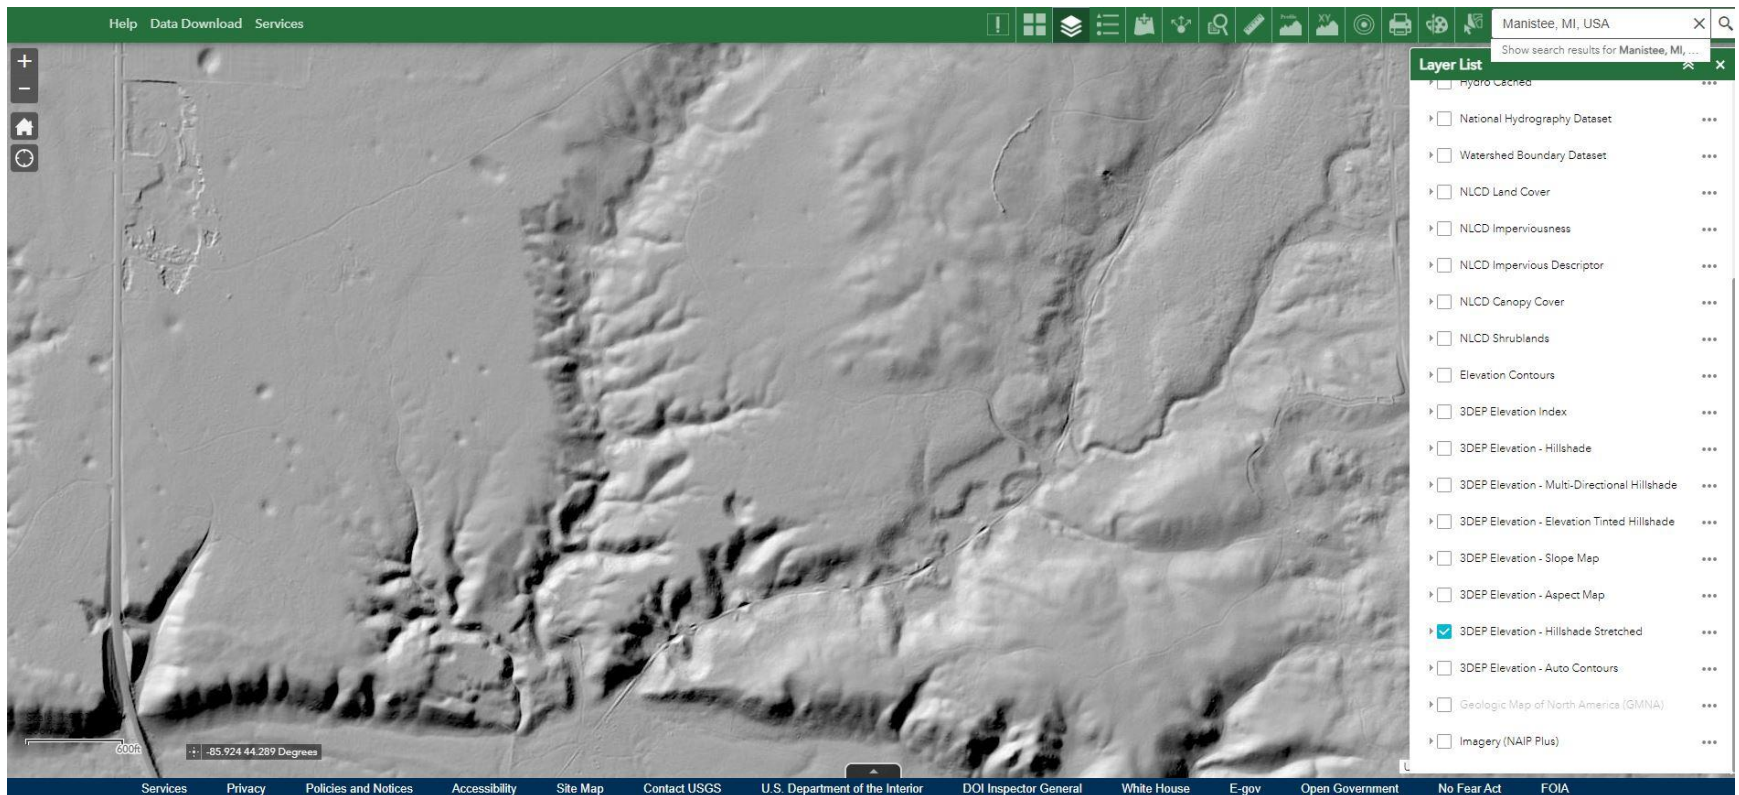 Help Data Download Services
Profile
XY
Manistee, MI, USA
Show search results for Manistee, MI, ...
Layer List
Hydro Cached
National Hydrography Dataset
Watershed Boundary Dataset
NLCD Land Cover
NLCD Imperviousness
NLCD Impervious Descriptor
NLCD Canopy Cover
NLCD Shrublands
Elevation Contours
3DEP Elevation Index
3DEP Elevation - Hillshade
3DEP Elevation - Multi-Directional Hillshade
3DEP Elevation - Elevation Tinted Hillshade
3DEP Elevation - Slope Map
3DEP Elevation - Aspect Map
3DEP Elevation - Hillshade Stretched
3DEP Elevation - Auto Contours
Geologic Map of North America (GMNA)
Imagery (NAIP Plus)
600ft
-85.924 44.289 Degrees
Services Privacy Policies and Notices Accessibility Site Map Contact USGS U.S. Department of the Interior DOI Inspector General White House E-gov Open Government No Fear Act FOIA